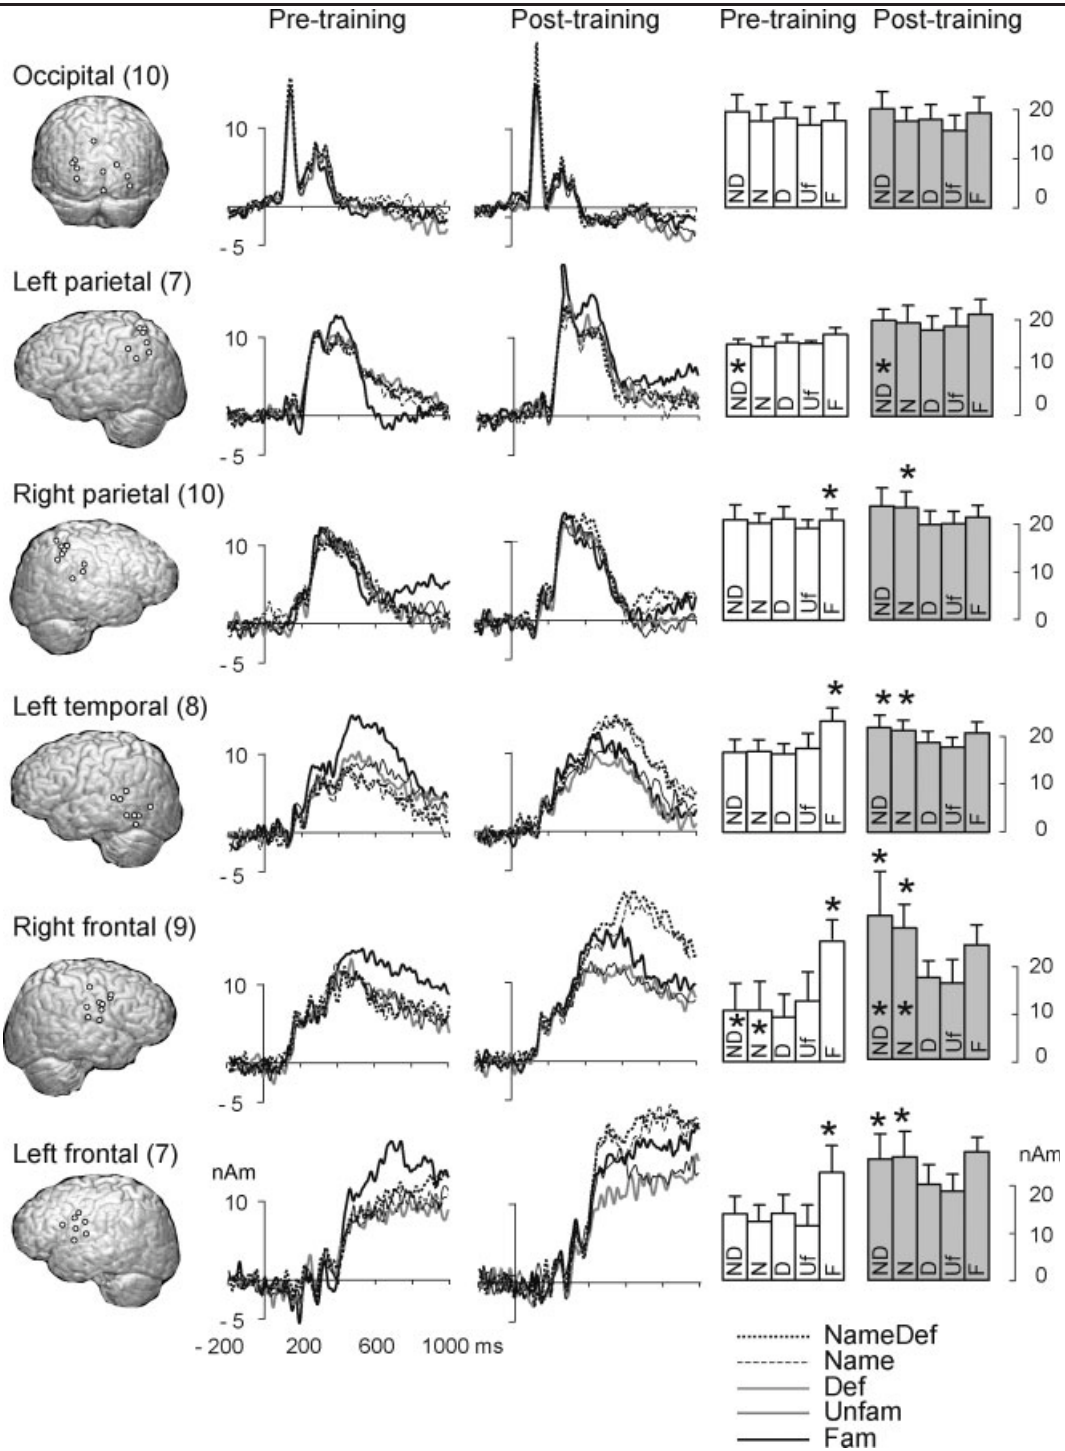 Pre-training Post-training Pre-training Post-training
Occipital (10)
10
- 5
ND N D Uf F
ND N D Uf F
20
10
0
Left parietal (7)
10
- 5
* ND N D Uf F
* ND N D Uf F
20
10
0
Right parietal (10)
10
- 5
*
ND N D Uf F
*
ND N D Uf F
20
10
0
Left temporal (8)
10
- 5
*
ND N D Uf F
* *
ND N D Uf F
20
10
0
Right frontal (9)
10
- 5
*
* *
ND N D Uf F
* *
* *
ND N D Uf F
20
10
0
Left frontal (7)
nAm
10
- 5
- 200 200 600 1000 ms
*
ND N D Uf F
* *
ND N D Uf F
nAm
20
10
0
NameDef
Name
Def
Unfam
Fam